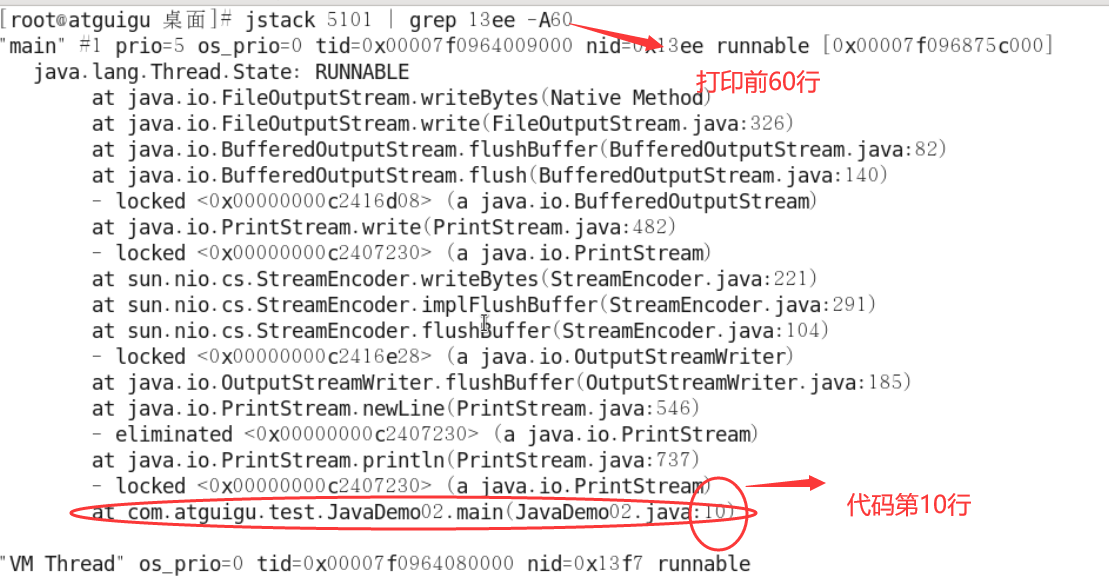 [root@atguigu 桌面]# jstack 5101 | grep 13ee -A60
"main" #1 prio=5 os_prio=0 tid=0x00007f0964009000 nid=0x13ee runnable [0x00007f096875c000]
java.lang.Thread.State: RUNNABLE
打印前60行
at java.io.FileOutputStream.writeBytes(Native Method)
at java.io.FileOutputStream.write(FileOutputStream.java:326)
at java.io.BufferedOutputStream.flushBuffer(BufferedOutputStream.java:82)
at java.io.BufferedOutputStream.flush(BufferedOutputStream.java:140)
- locked <0x00000000c2416d08> (a java.io.BufferedOutputStream)
at java.io.PrintStream.write(PrintStream.java:482)
- locked <0x00000000c2407230> (a java.io.PrintStream)
at sun.nio.cs.StreamEncoder.writeBytes(StreamEncoder.java:221)
at sun.nio.cs.StreamEncoder.implFlushBuffer(StreamEncoder.java:291)
at sun.nio.cs.StreamEncoder.flushBuffer(StreamEncoder.java:104)
- locked <0x00000000c2416e28> (a java.io.OutputStreamWriter)
at java.io.OutputStreamWriter.flushBuffer(OutputStreamWriter.java:185)
at java.io.PrintStream.newLine(PrintStream.java:546)
- eliminated <0x00000000c2407230> (a java.io.PrintStream)
at java.io.PrintStream.println(PrintStream.java:737)
- locked <0x00000000c2407230> (a java.io.PrintStream)
代码第10行
at com.atguigu.test.JavaDemo02.main(JavaDemo02.java:10)
"VM Thread" os_prio=0 tid=0x00007f0964080000 nid=0x13f7 runnable